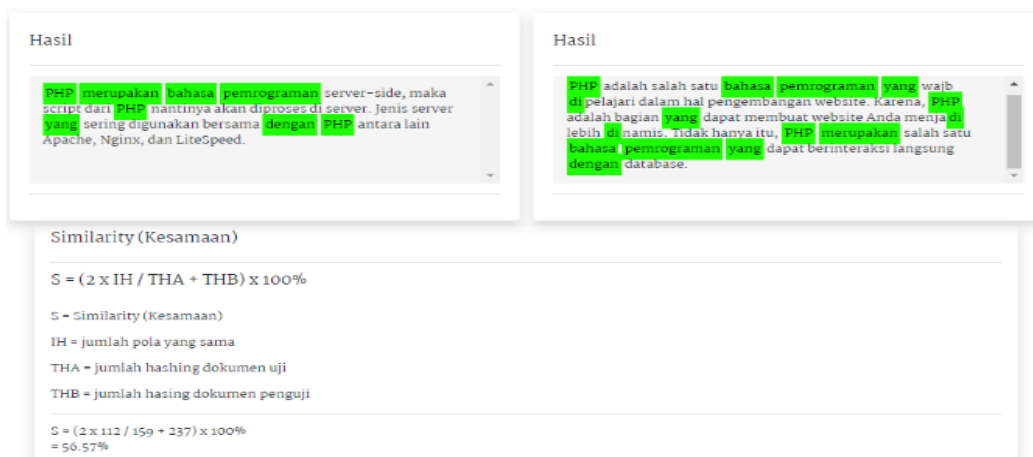 Hasil
PHP merupakan bahasa pemrograman server-side, maka
script dari PHP nantinya akan diproses di server. Jenis server
yang sering digunakan bersama dengan PHP antara lain
Apache, Nginx, dan LiteSpeed.
Hasil
PHP adalah salah satu bahasa pemrograman yang wajb
di pelajari dalam hal pengembangan website. Karena, PHP
adalah bagian yang dapat membuat website Anda menja di
lebih di namis. Tidak hanya itu, PHP merupakan salah satu
bahasa pemrograman yang dapat berinteraksi langsung
dengan database.
Similarity (Kesamaan)
S = (2 x IH / THA + THB) x 100%
S = Similarity (Kesamaan)
IH = jumlah pola yang sama
THA = jumlah hashing dokumen uji
THB = jumlah hasing dokumen penguji
S = (2 x 112 / 159 + 237) x 100%
= 56.57%